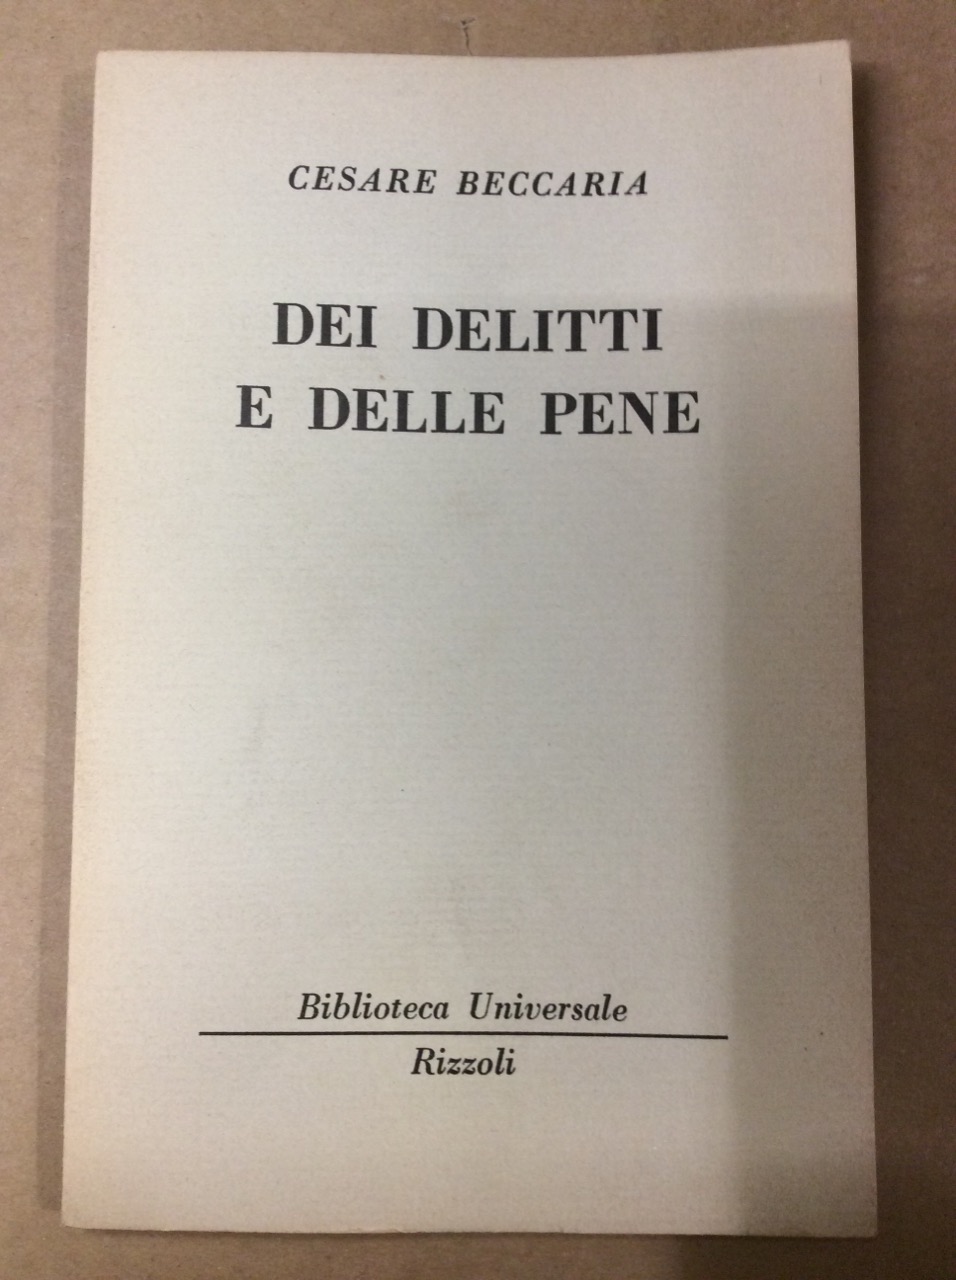 CESARE BECCARIA
DEI DELITTI
E DELLE PENE
Biblioteca Universale
Rizzoli